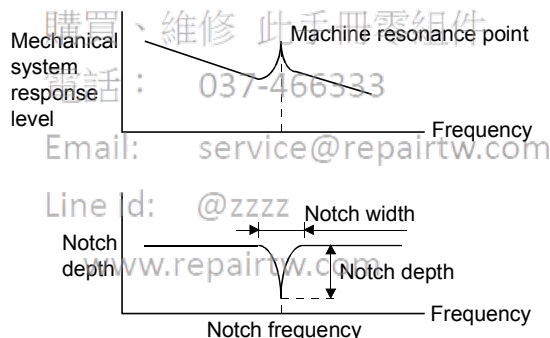 購買、維修 此手冊零組件
Mechanical
system
response
level
Machine resonance point
電話： 037-466333
Frequency
Email: service@repairtw.com
Line id: @zzzz
Notch width
Notch
depth
www.repairtw.com
Notch depth
Frequency
Notch frequency